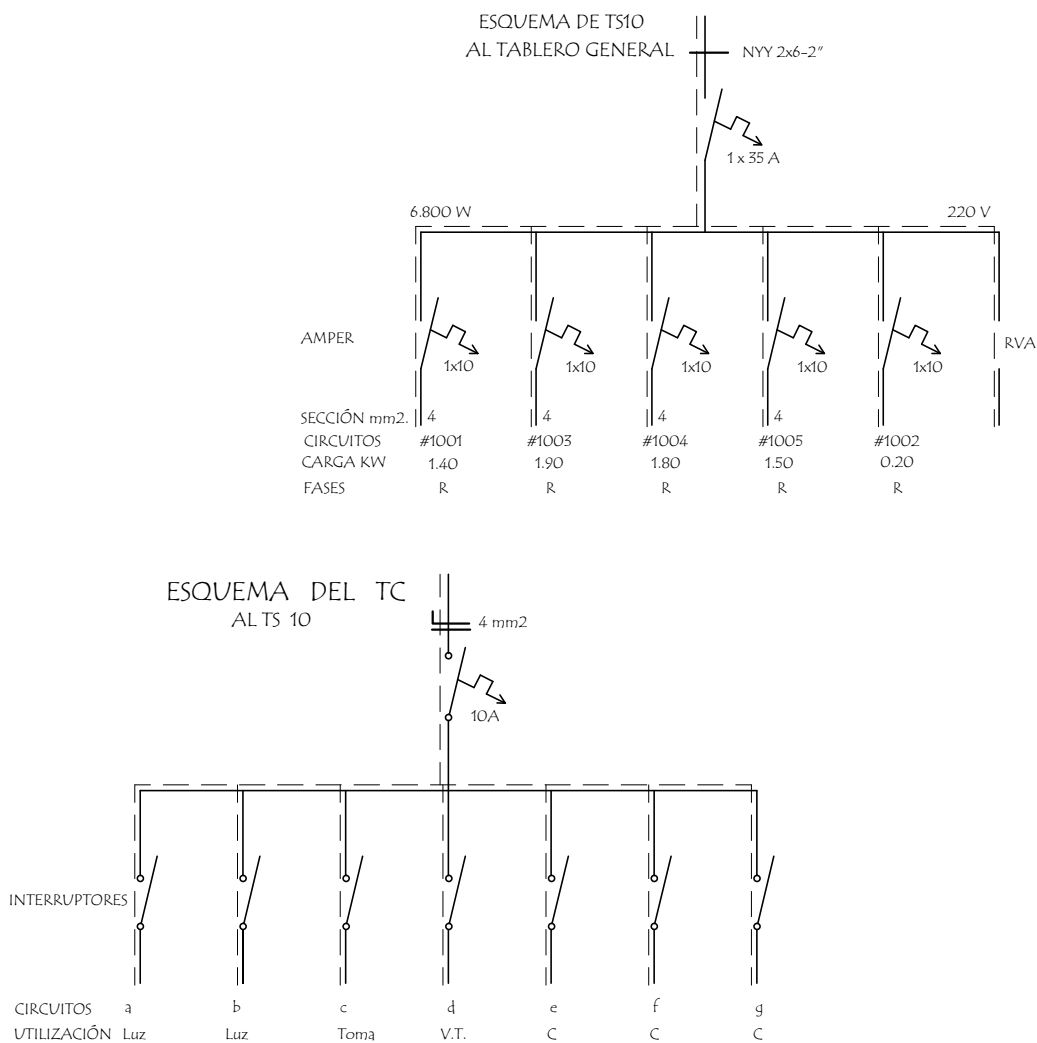 ESQUEMA DE TS10
AL TABLERO GENERAL
NYY 2x6-2"
1 x 35 A
6.800 W
220 V
AMPER
1x10
1x10
1x10
1x10
1x10
RVA
SECCIÓN mm2. 4 4 4 4
CIRCUITOS #1001 #1003 #1004 #1005 #1002
CARGA KW 1.40 1.90 1.80 1.50 0.20
FASES R R R R R
ESQUEMA DEL TC
AL TS 10
4 mm2
10A
INTERRUPTORES
CIRCUITOS a b c d e f g
UTILIZACIÓN Luz Luz Toma V.T. C C C